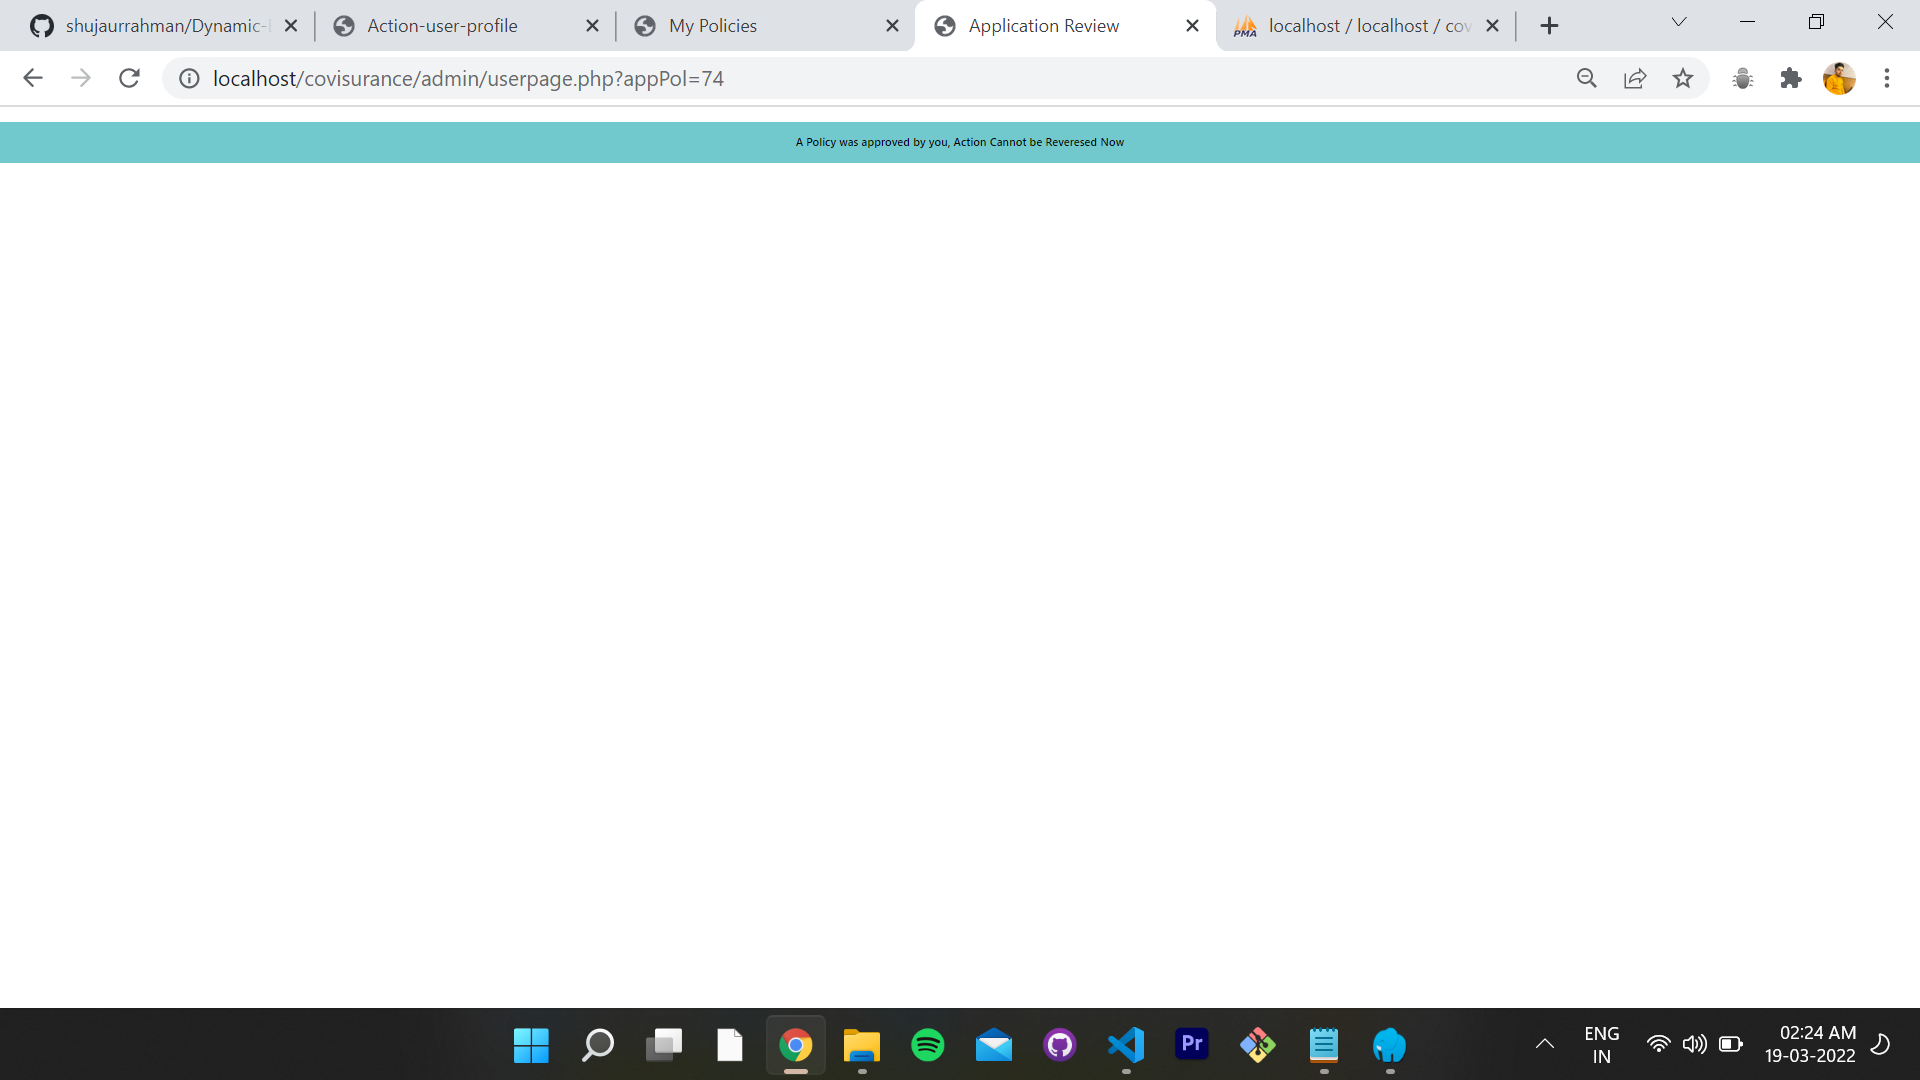 shujaurrahman/Dynamic-
Action-user-profile
My Policies
Application Review
PMA
localhost / localhost / cov
localhost/covisurance/admin/userpage.php?appPol=74
A Policy was approved by you, Action Cannot be Reveresed Now
Pr
ENG
IN
02:24 AM
19-03-2022